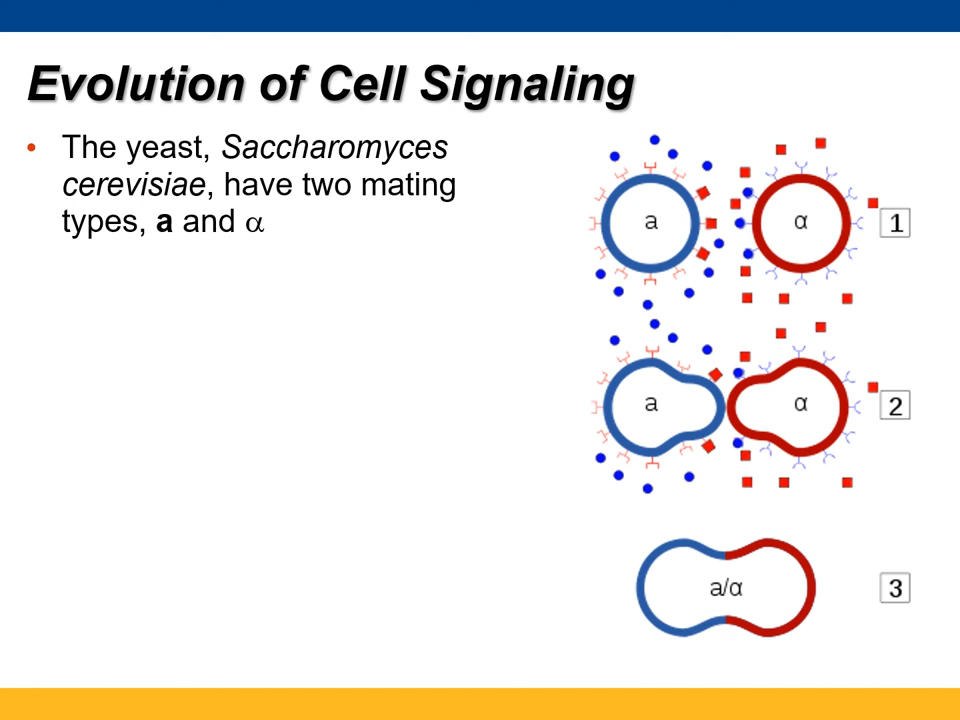 Evolution of Cell Signaling
• The yeast, Saccharomyces
cerevisiae, have two mating
types, a and α
a
α
1
a
α
2
a/α
3